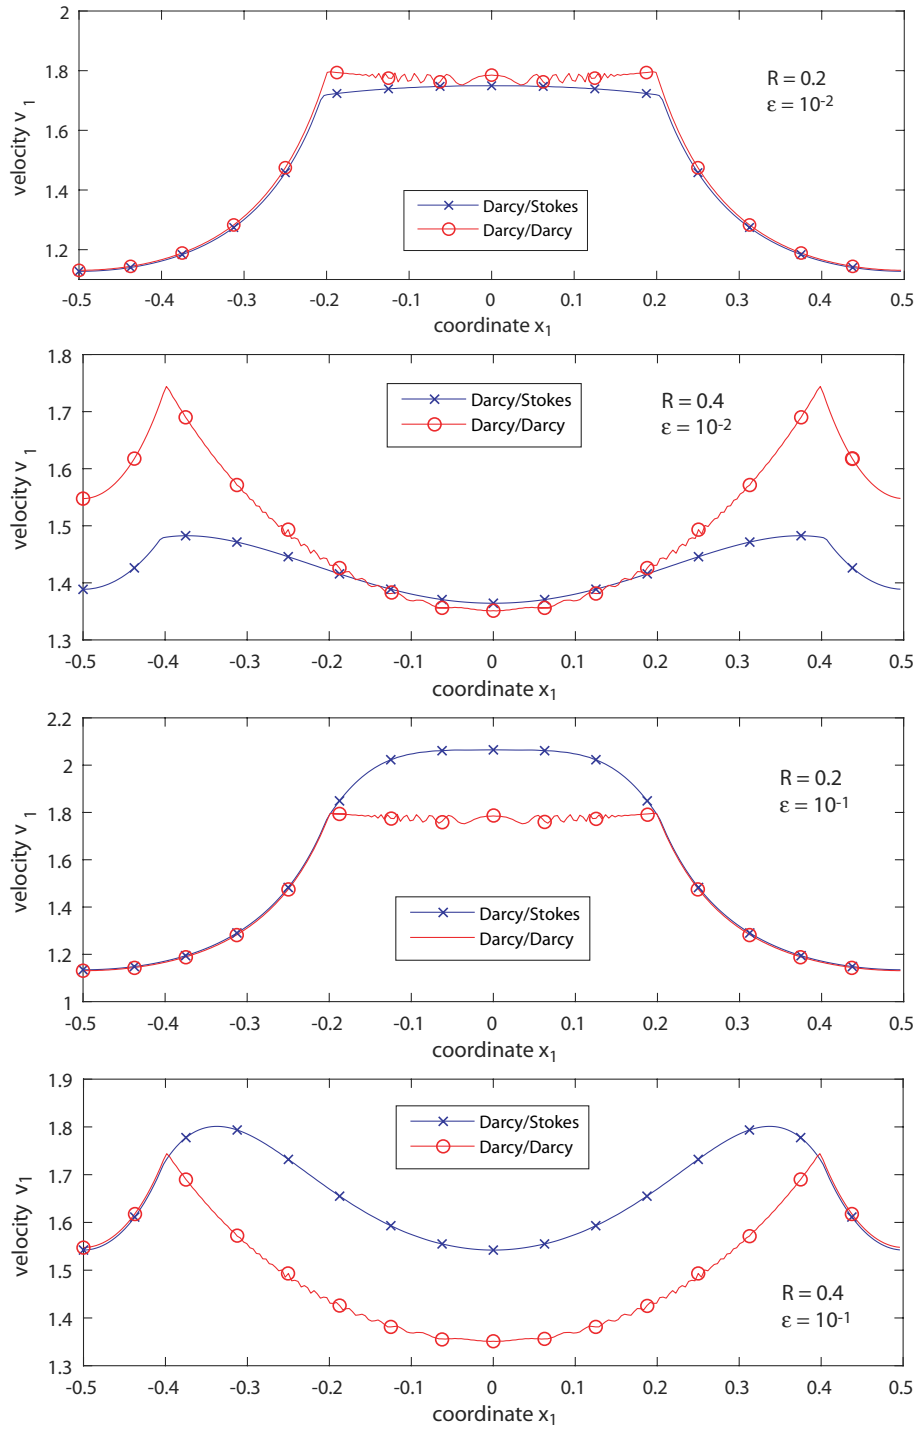 2
1.8
1.6
1.4
1.2
velocity v1
R = 0.2
ε = 10-2
Darcy/Stokes
Darcy/Darcy
-0.5 -0.4 -0.3 -0.2 -0.1 0 0.1 0.2 0.3 0.4 0.5
coordinate x1
1.8
1.7
1.6
1.5
1.4
1.3
velocity v1
Darcy/Stokes
Darcy/Darcy
R = 0.4
ε = 10-2
-0.5 -0.4 -0.3 -0.2 -0.1 0 0.1 0.2 0.3 0.4 0.5
coordinate x1
2.2
2
1.8
1.6
1.4
1.2
1
velocity v1
R = 0.2
ε = 10-1
Darcy/Stokes
Darcy/Darcy
-0.5 -0.4 -0.3 -0.2 -0.1 0 0.1 0.2 0.3 0.4 0.5
coordinate x1
1.9
1.8
1.7
1.6
1.5
1.4
1.3
velocity v1
Darcy/Stokes
Darcy/Darcy
R = 0.4
ε = 10-1
-0.5 -0.4 -0.3 -0.2 -0.1 0 0.1 0.2 0.3 0.4 0.5
coordinate x1